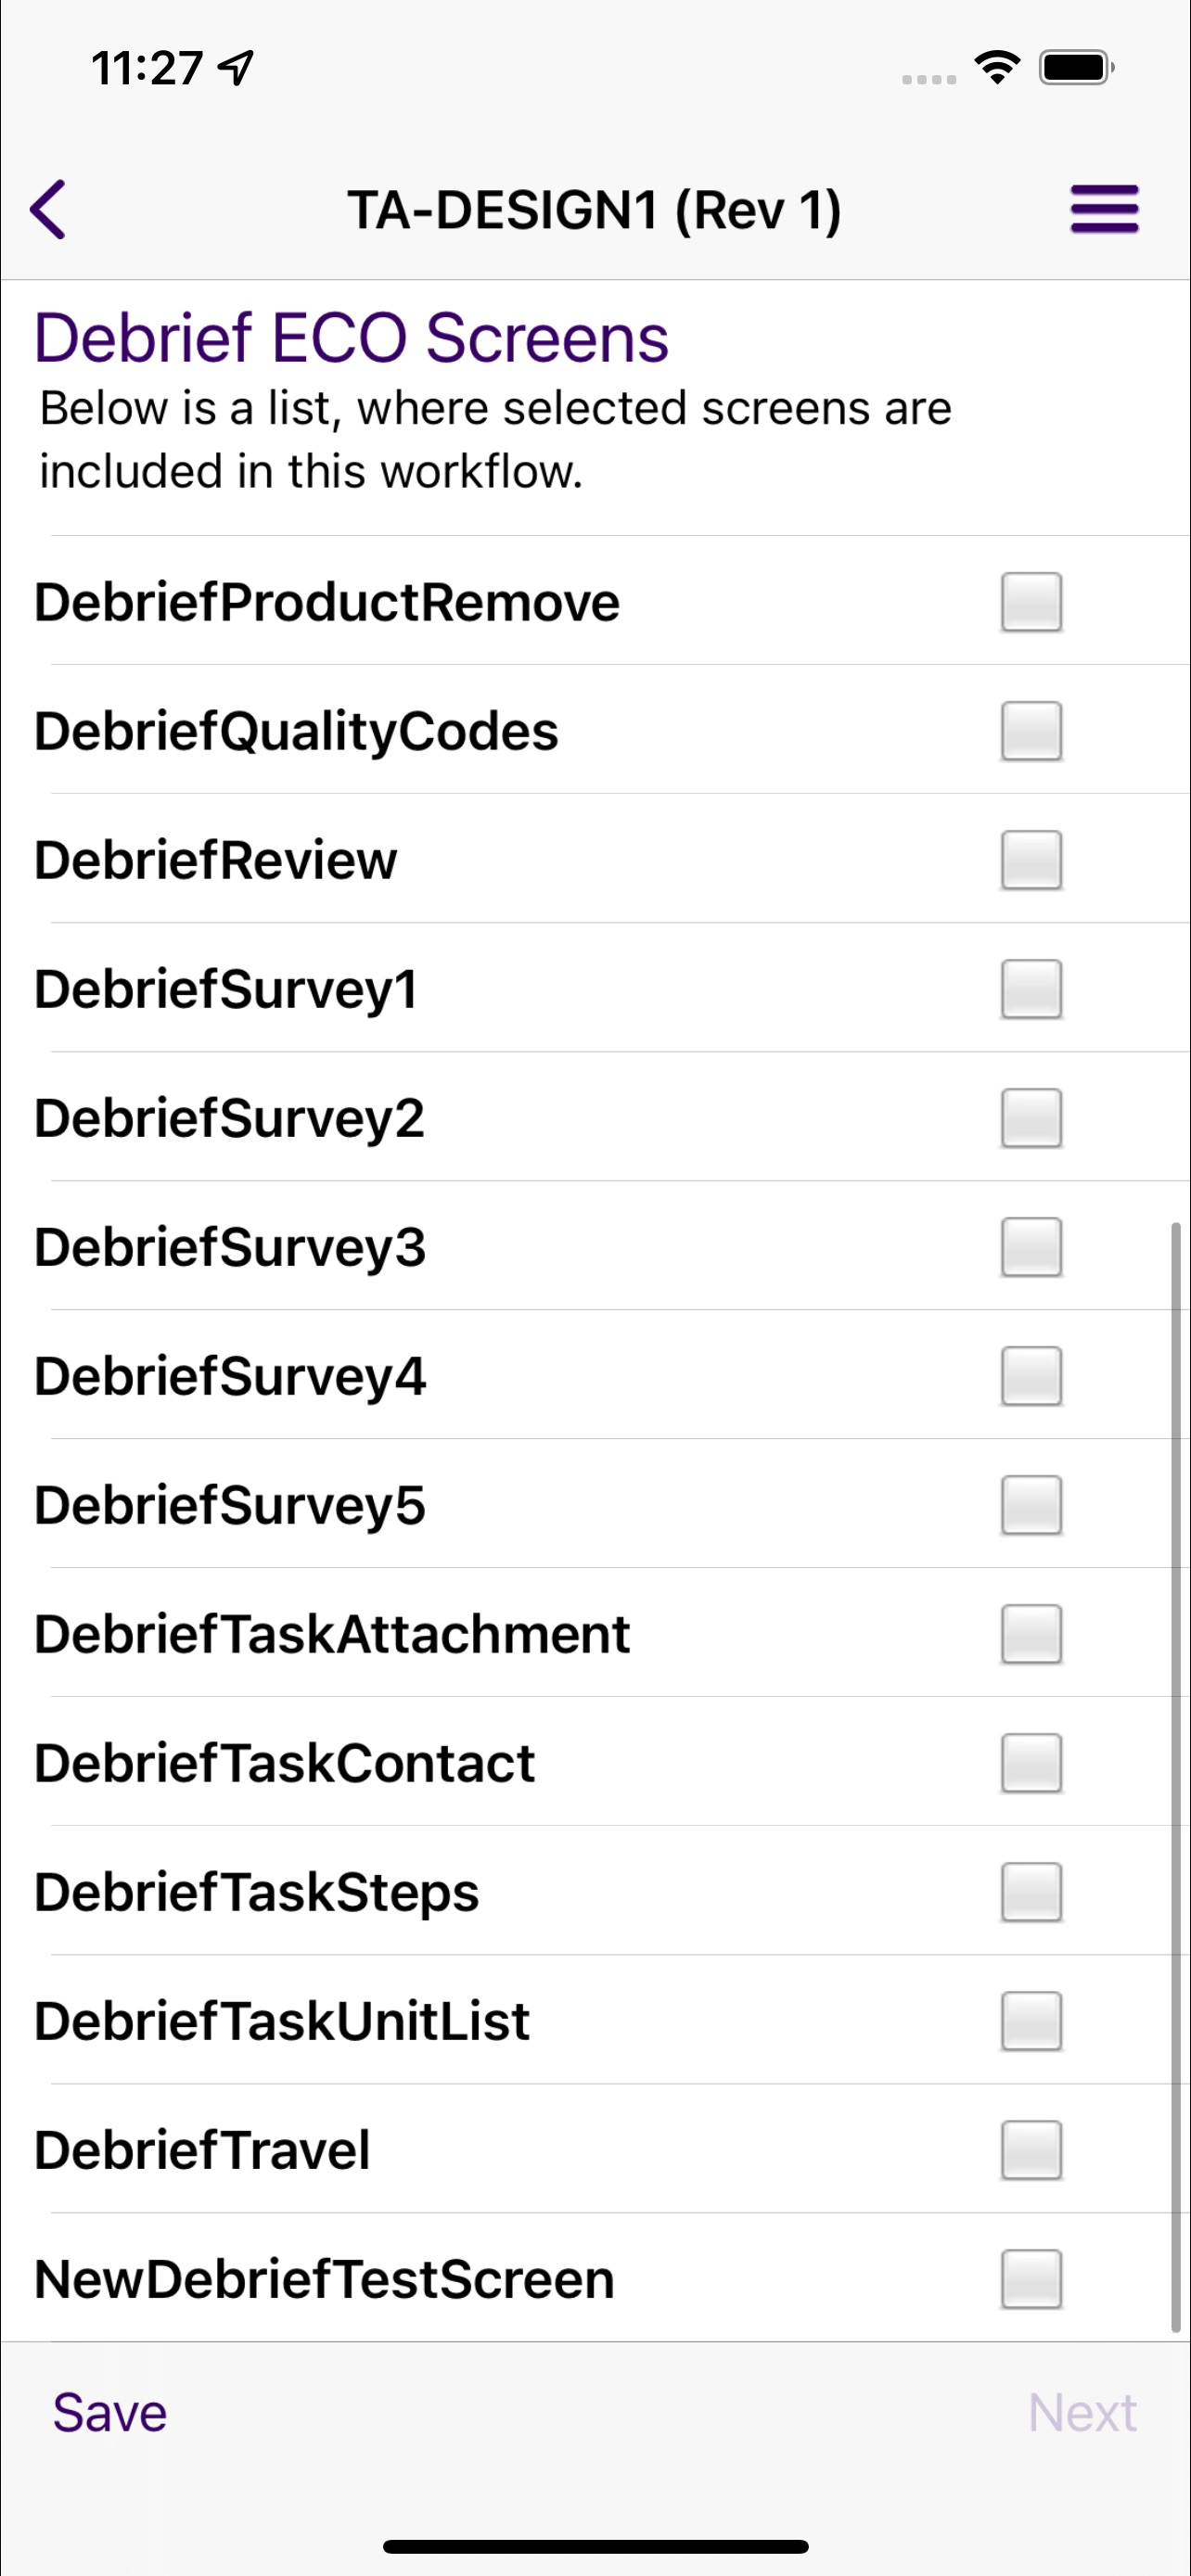 11:27
TA-DESIGN1 (Rev 1)
Debrief ECO Screens
Below is a list, where selected screens are
included in this workflow.
DebriefProductRemove
DebriefQualityCodes
DebriefReview
DebriefSurvey1
DebriefSurvey2
DebriefSurvey3
DebriefSurvey4
DebriefSurvey5
DebriefTaskAttachment
DebriefTaskContact
DebriefTaskSteps
DebriefTaskUnitList
DebriefTravel
NewDebriefTestScreen
Save Next